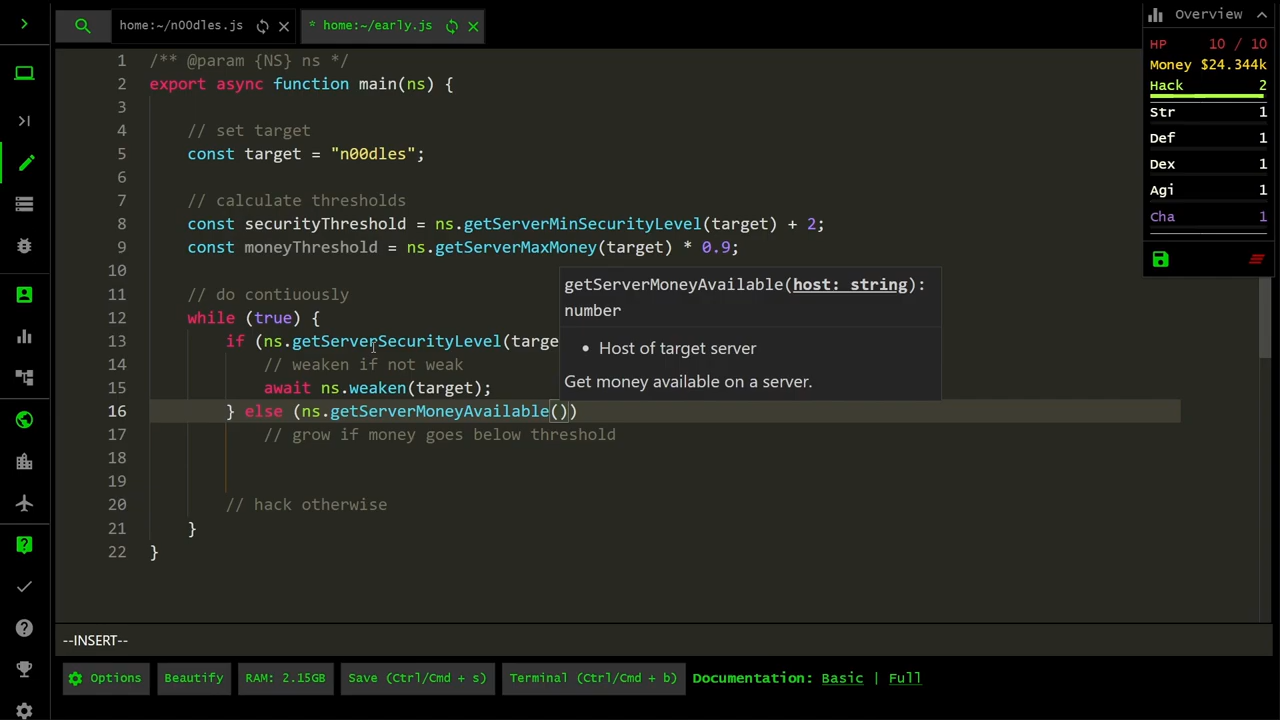 home:~/n00dles.js
* home:~/early.js
Overview
HP 10 / 10
Money $24.344k
Hack 2
Str 1
Def 1
Dex 1
Agi 1
Cha 1
1 /** @param {NS} ns */
2 export async function main(ns) {
3
4 // set target
5 const target = "n00dles";
6
7 // calculate thresholds
8 const securityThreshold = ns.getServerMinSecurityLevel(target) + 2;
9 const moneyThreshold = ns.getServerMaxMoney(target) * 0.9;
10
11 // do contiuously
12 while (true) {
13 if (ns.getServerSecurityLevel(targe
14 // weaken if not weak
15 await ns.weaken(target);
16 } else (ns.getServerMoneyAvailable())
17 // grow if money goes below threshold
18
19
20 // hack otherwise
21 }
22 }
getServerMoneyAvailable(host: string):
number
• Host of target server
Get money available on a server.
--INSERT--
Options
Beautify
RAM: 2.15GB
Save (Ctrl/Cmd + s)
Terminal (Ctrl/Cmd + b)
Documentation: Basic | Full